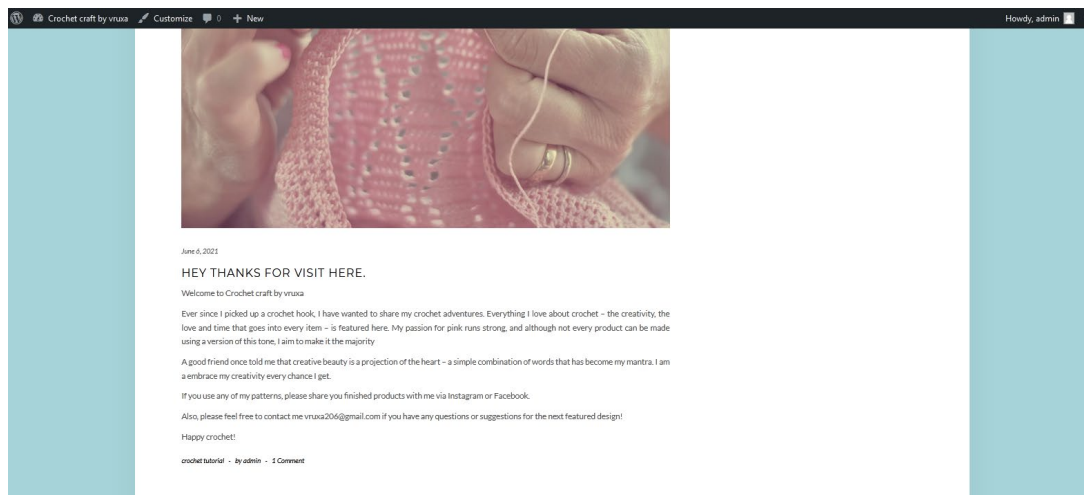 Crochet craft by vruxa Customize 0 New Howdy, admin
June 6, 2021
HEY THANKS FOR VISIT HERE.
Welcome to Crochet craft by vruxa
Ever since I picked up a crochet hook, I have wanted to share my crochet adventures. Everything I love about crochet – the creativity, the
love and time that goes into every item – is featured here. My passion for pink runs strong, and although not every product can be made
using a version of this tone, I aim to make it the majority
A good friend once told me that creative beauty is a projection of the heart – a simple combination of words that has become my mantra. I am
a embrace my creativity every chance I get.
If you use any of my patterns, please share you finished products with me via Instagram or Facebook.
Also, please feel free to contact me vruxa206@gmail.com if you have any questions or suggestions for the next featured design!
Happy crochet!
crochet tutorial - by admin - 1 Comment